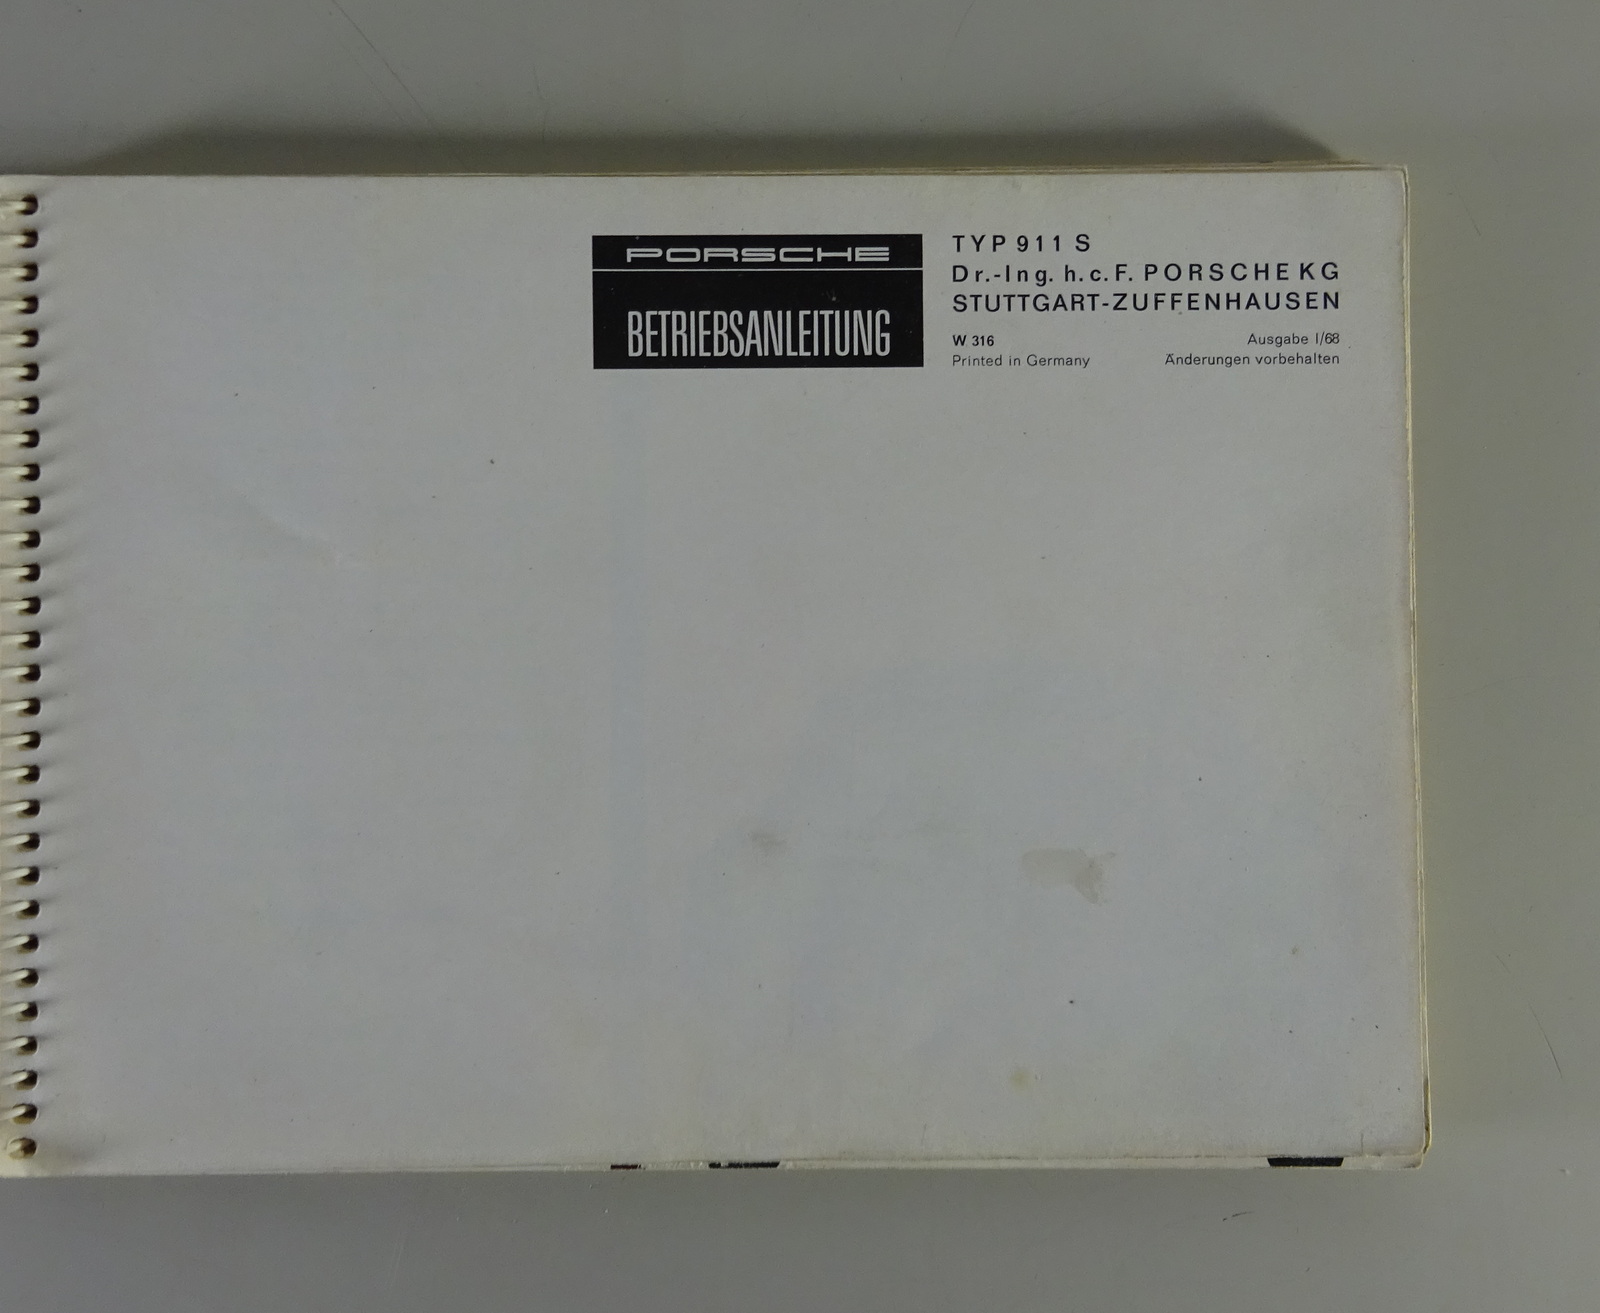 PORSCHE
BETRIEBSANLEITUNG
TYP 911 S
Dr.-Ing. h. c. F. PORSCHE KG
STUTTGART-ZUFFENHAUSEN
W 316
Ausgabe I/68
Printed in Germany
Änderungen vorbehalten